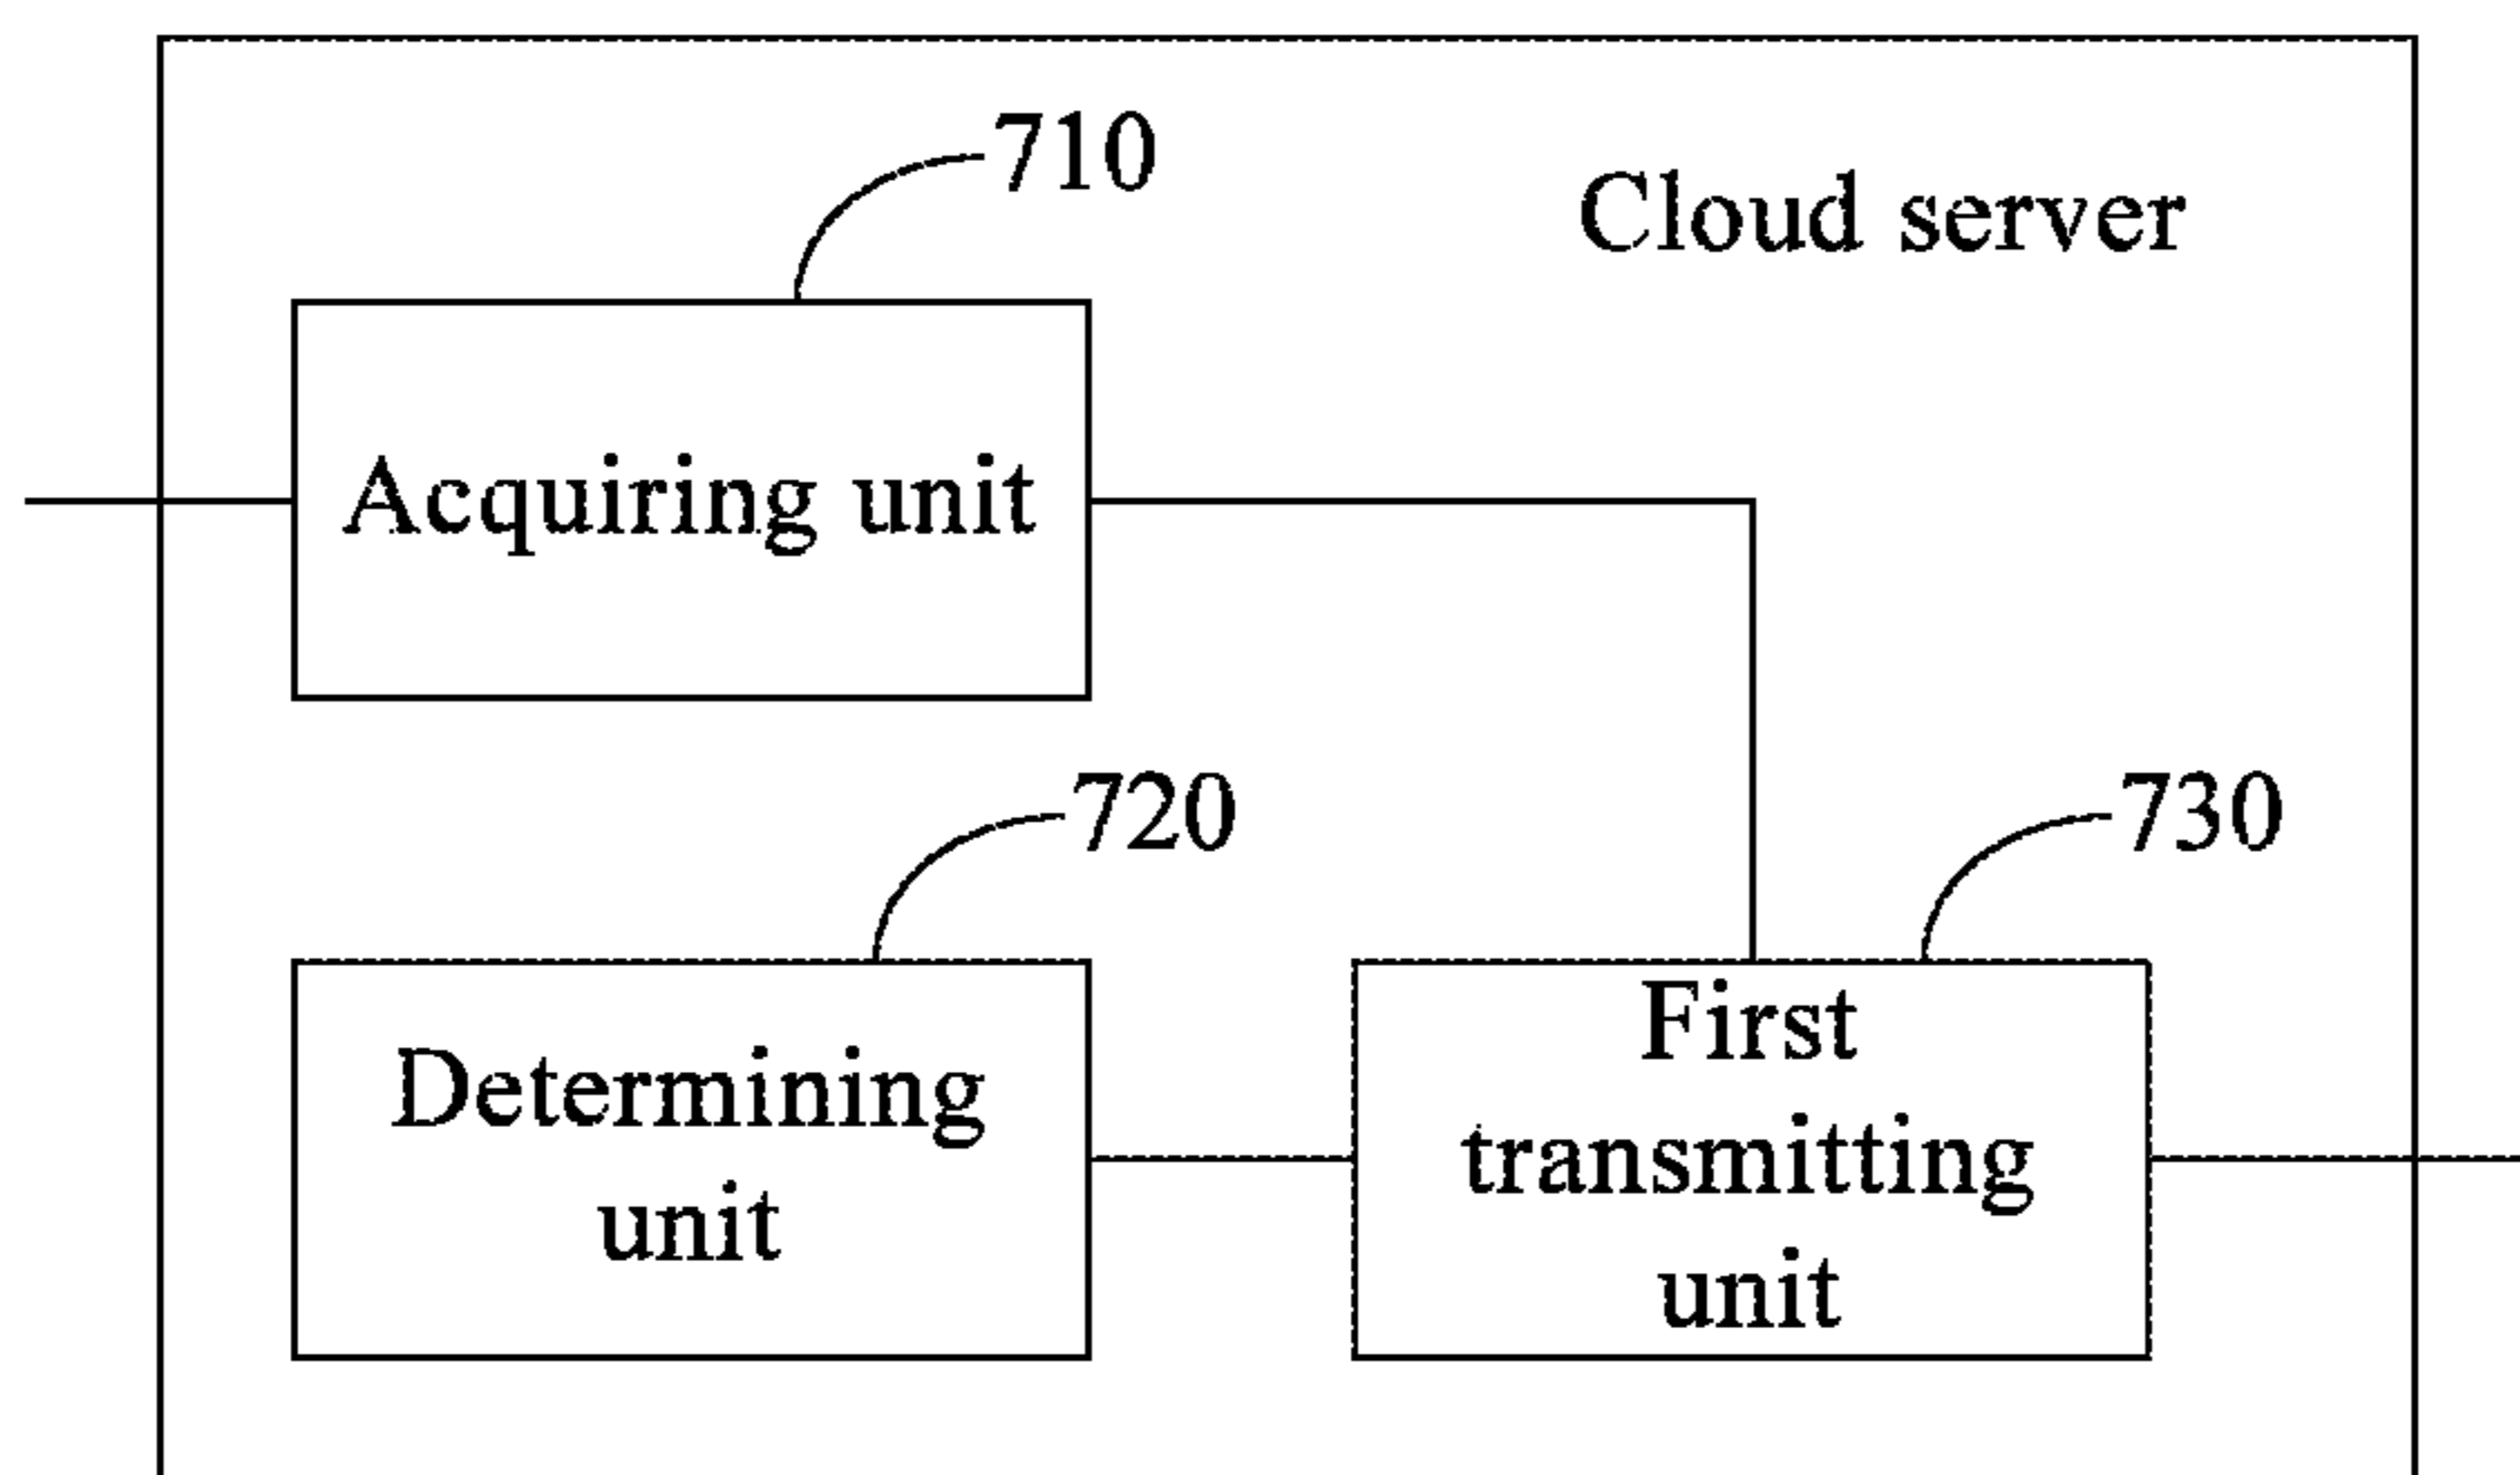 710
Cloud server
Acquiring unit
720
730
Determining
unit
First
transmitting
unit